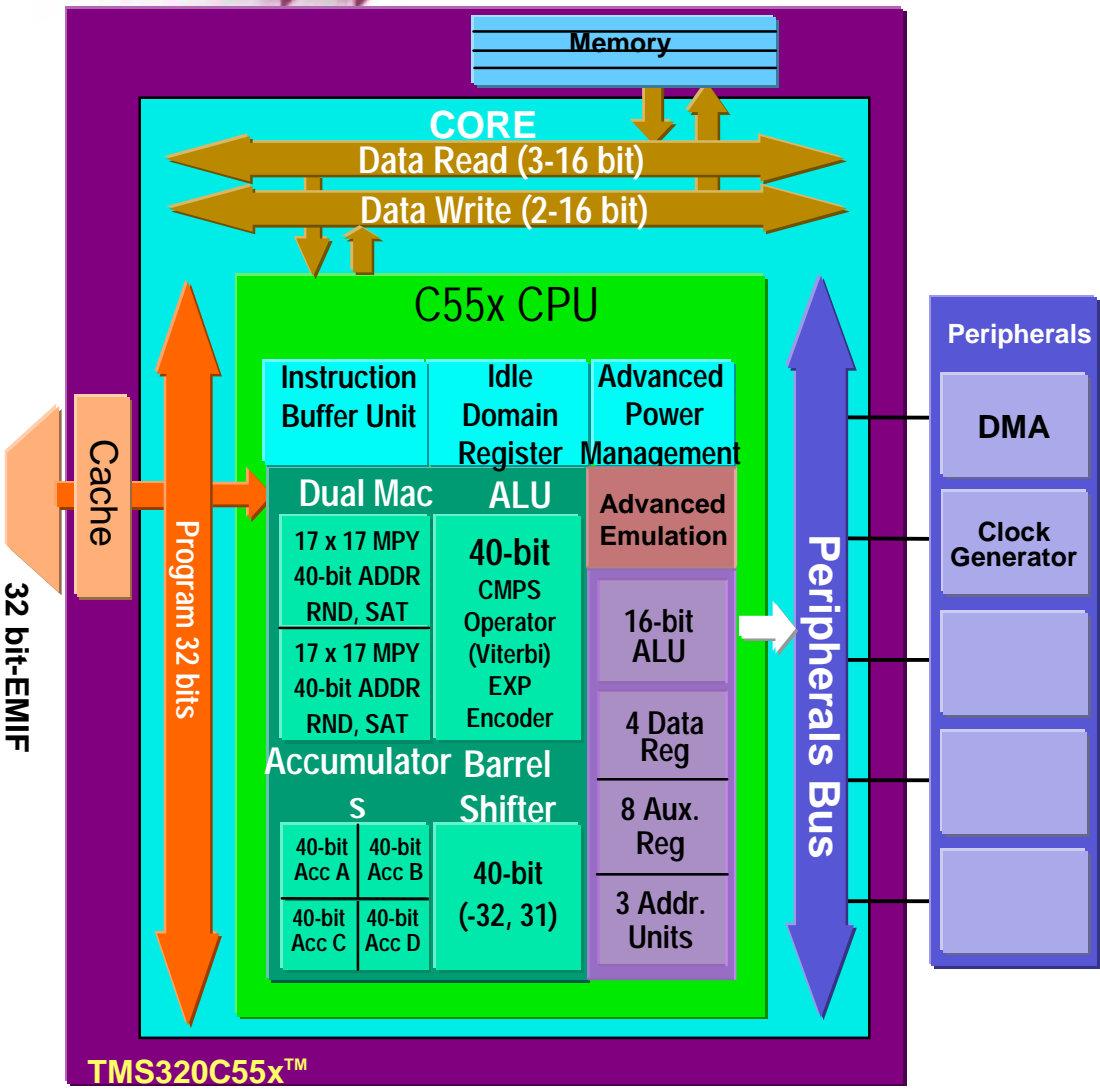 Memory
CORE
Data Read (3-16 bit)
Data Write (2-16 bit)
C55x CPU
Instruction
Buffer Unit
Idle
Domain
Register
Advanced
Power
Management
Dual Mac
17 x 17 MPY
40-bit ADDR
RND, SAT
17 x 17 MPY
40-bit ADDR
RND, SAT
ALU
40-bit
CMPS
Operator
(Viterbi)
EXP
Encoder
Advanced
Emulation
16-bit
ALU
4 Data
Reg
8 Aux.
Reg
3 Addr.
Units
Accumulator
s
40-bit
Acc A
40-bit
Acc B
40-bit
Acc C
40-bit
Acc D
Barrel
Shifter
40-bit
(-32, 31)
Cache
32 bit-EMIF
Program 32 bits
Peripherals Bus
Peripherals
DMA
Clock
Generator
TMS320C55x™